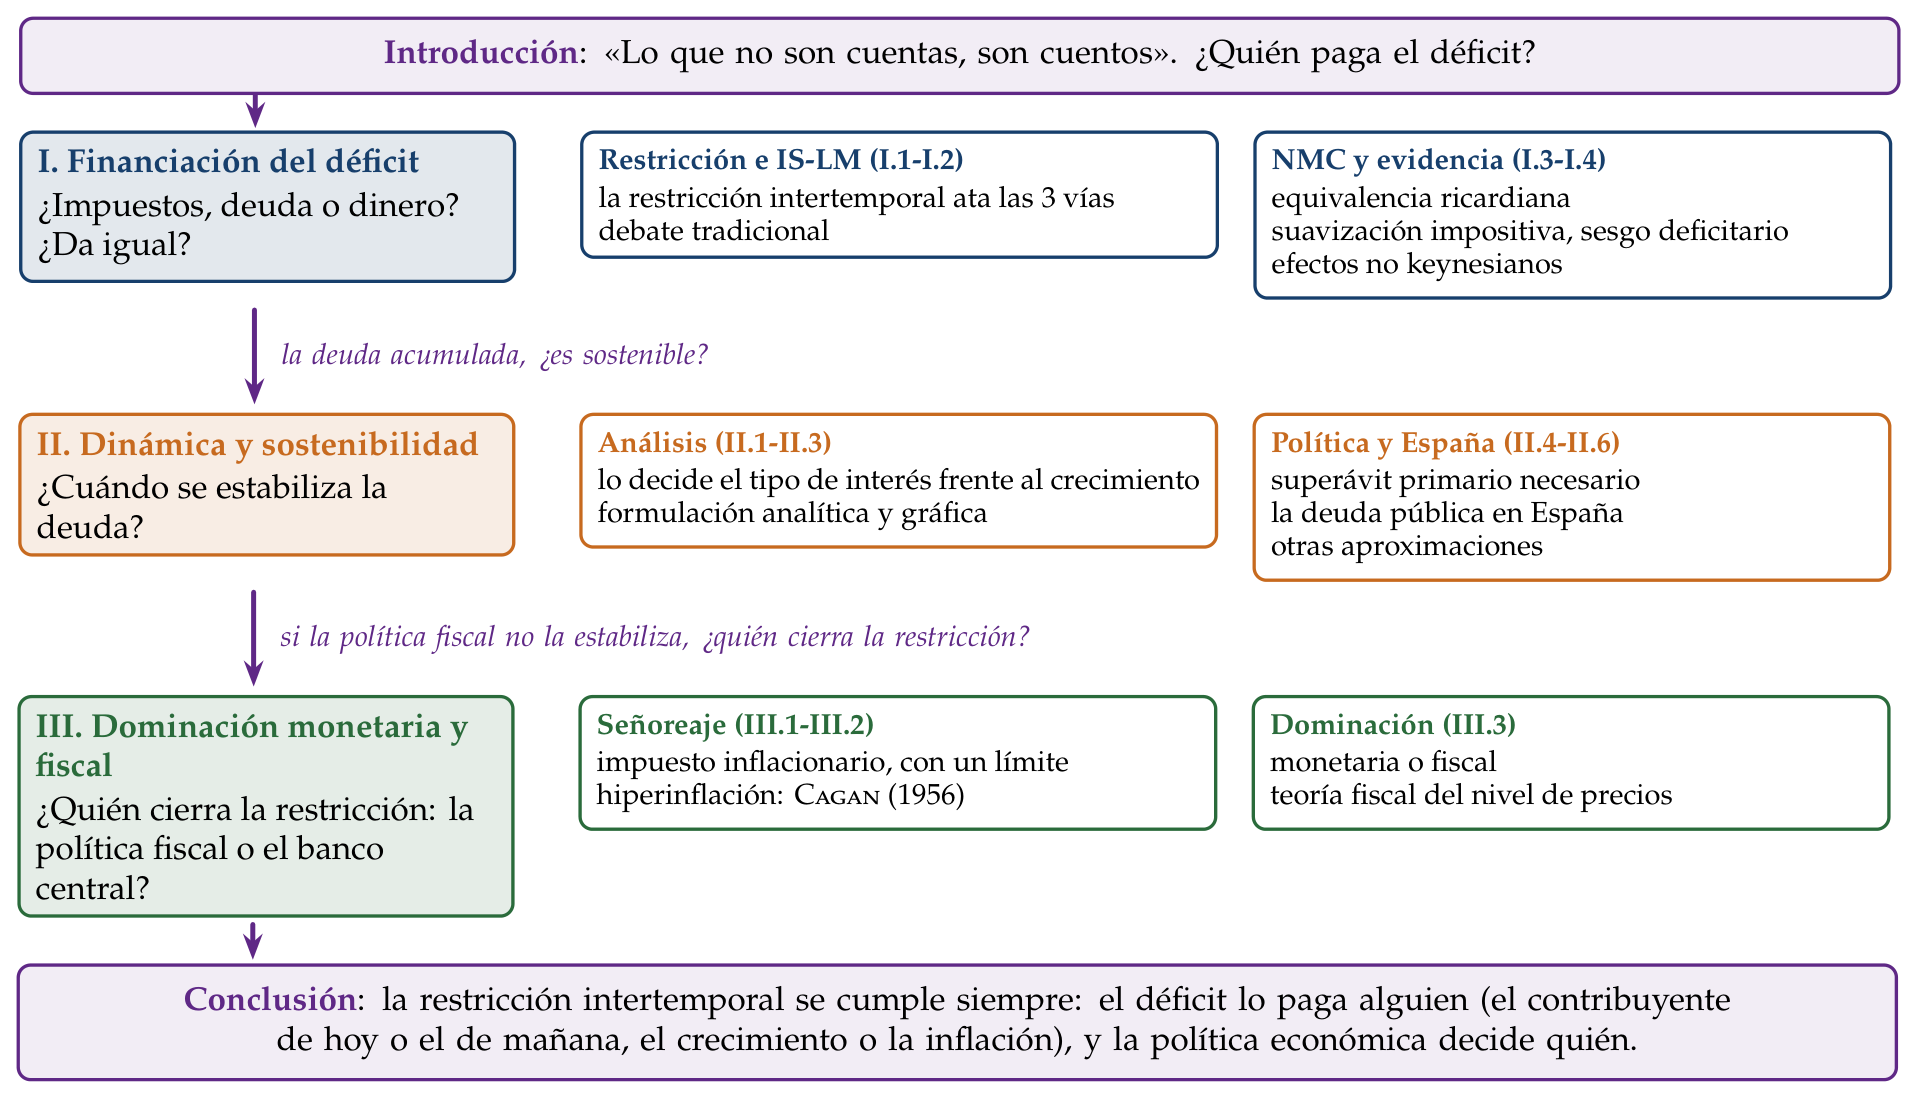 Introducción: «Lo que no son cuentas, son cuentos». ¿Quién paga el déficit?
I. Financiación del déficit
¿Impuestos, deuda o dinero?
¿Da igual?
Restricción e IS-LM (I.1-I.2)
la restricción intertemporal ata las 3 vías
debate tradicional
NMC y evidencia (I.3-I.4)
equivalencia ricardiana
suavización impositiva, sesgo deficitario
efectos no keynesianos
la deuda acumulada, ¿es sostenible?
II. Dinámica y sostenibilidad
¿Cuándo se estabiliza la
deuda?
Análisis (II.1-II.3)
lo decide el tipo de interés frente al crecimiento
formulación analítica y gráfica
Política y España (II.4-II.6)
superávit primario necesario
la deuda pública en España
otras aproximaciones
si la política fiscal no la estabiliza, ¿quién cierra la restricción?
III. Dominación monetaria y
fiscal
¿Quién cierra la restricción: la
política fiscal o el banco
central?
Señoreaje (III.1-III.2)
impuesto inflacionario, con un límite
hiperinflación: CAGAN (1956)
Dominación (III.3)
monetaria o fiscal
teoría fiscal del nivel de precios
Conclusión: la restricción intertemporal se cumple siempre: el déficit lo paga alguien (el contribuyente
de hoy o el de mañana, el crecimiento o la inflación), y la política económica decide quién.